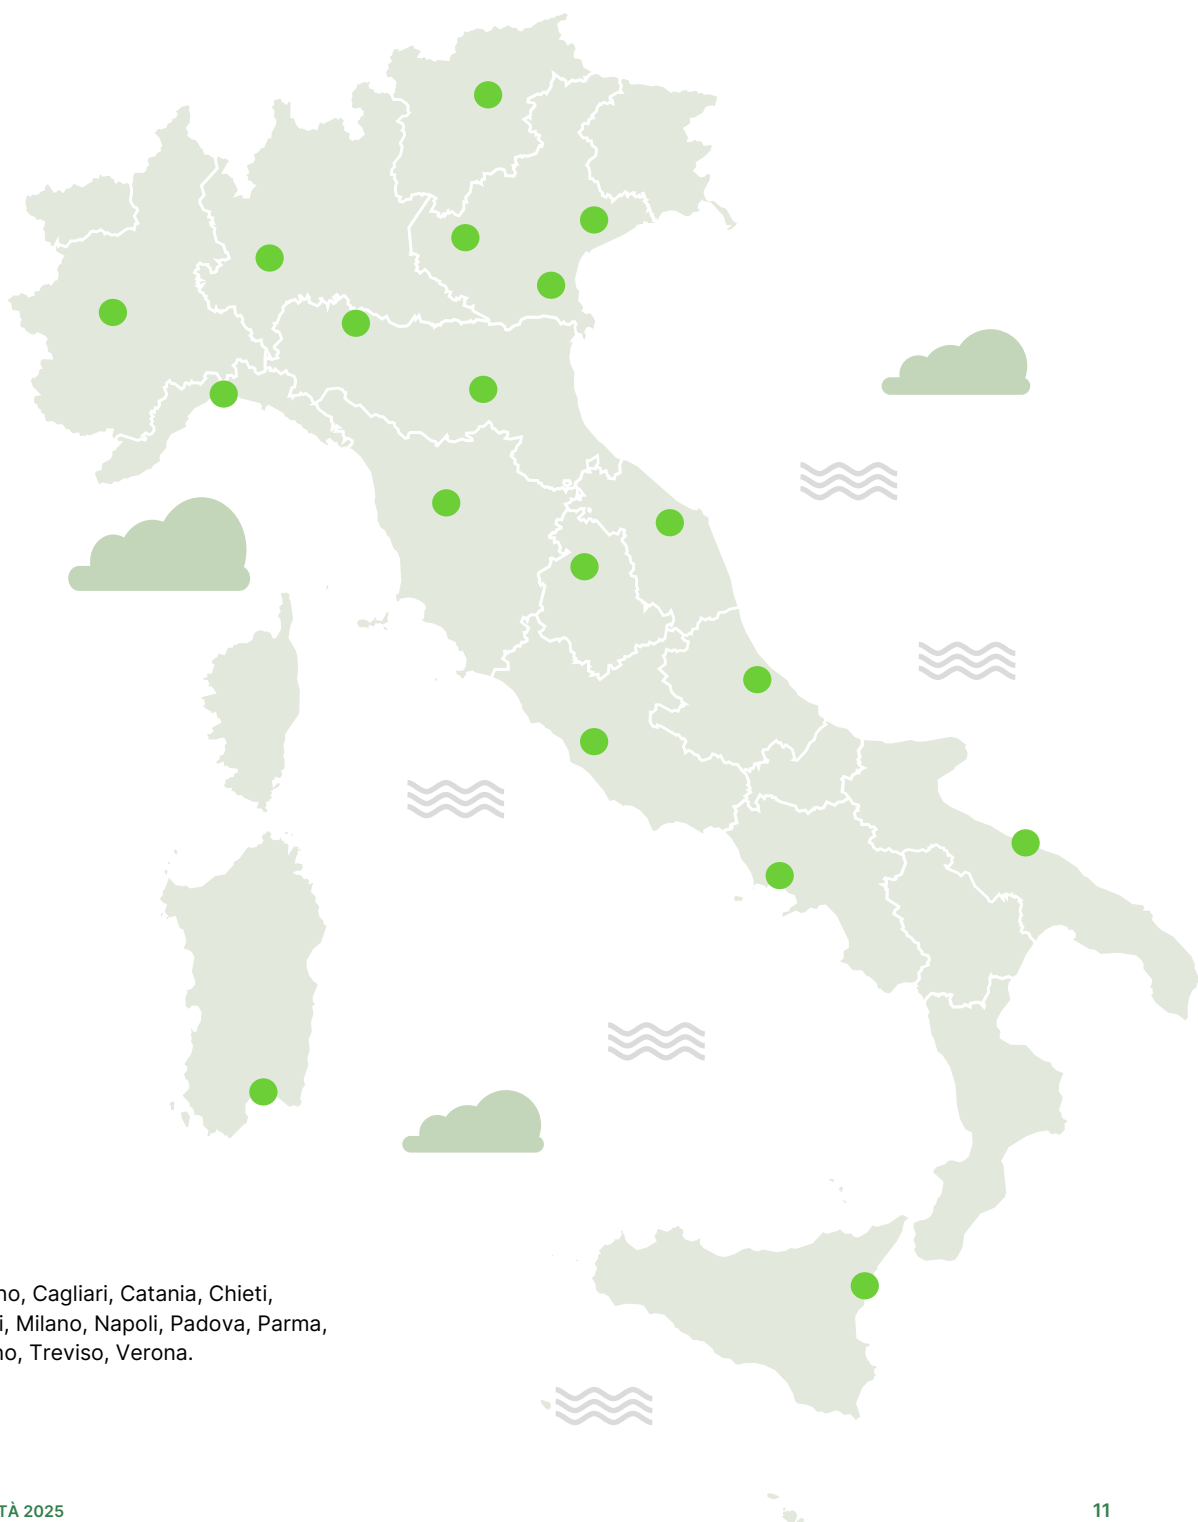 no, Cagliari, Catania, Chieti,
i, Milano, Napoli, Padova, Parma,
no, Treviso, Verona.
TÀ 2025
11